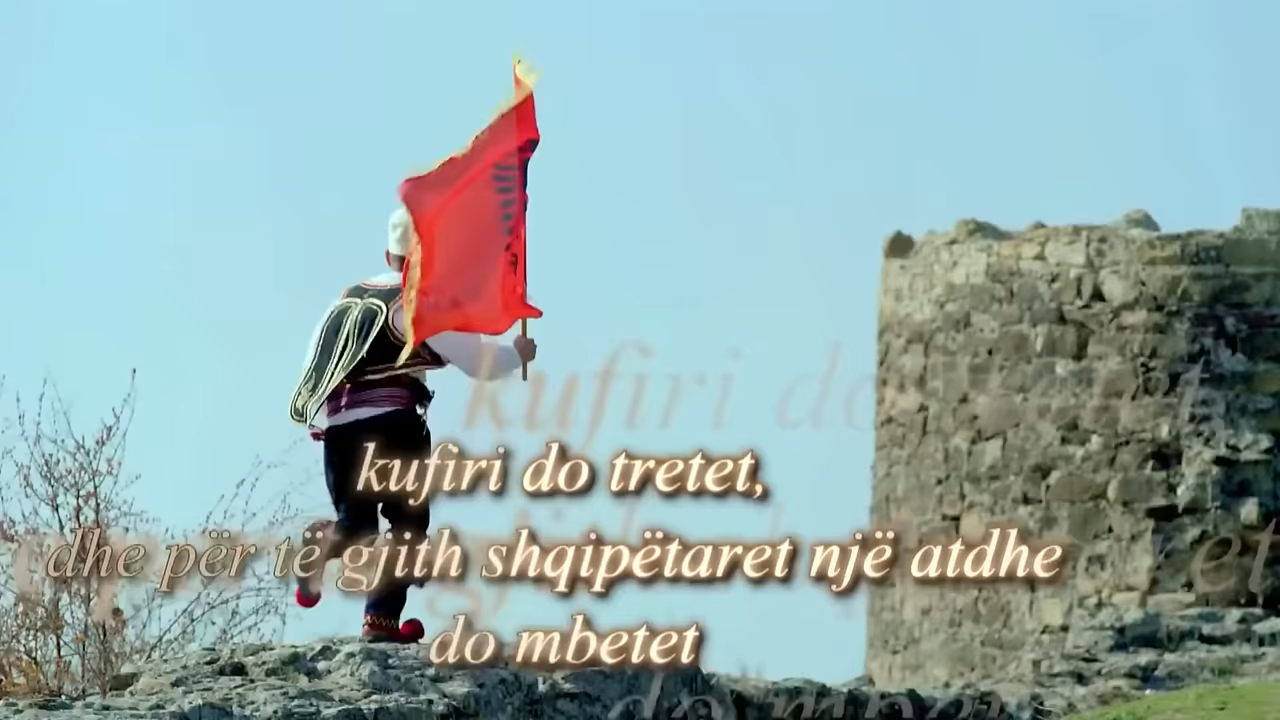 kufiri do tretet,
dhe për të gjith shqipëtaret një atdhe
do mbetet